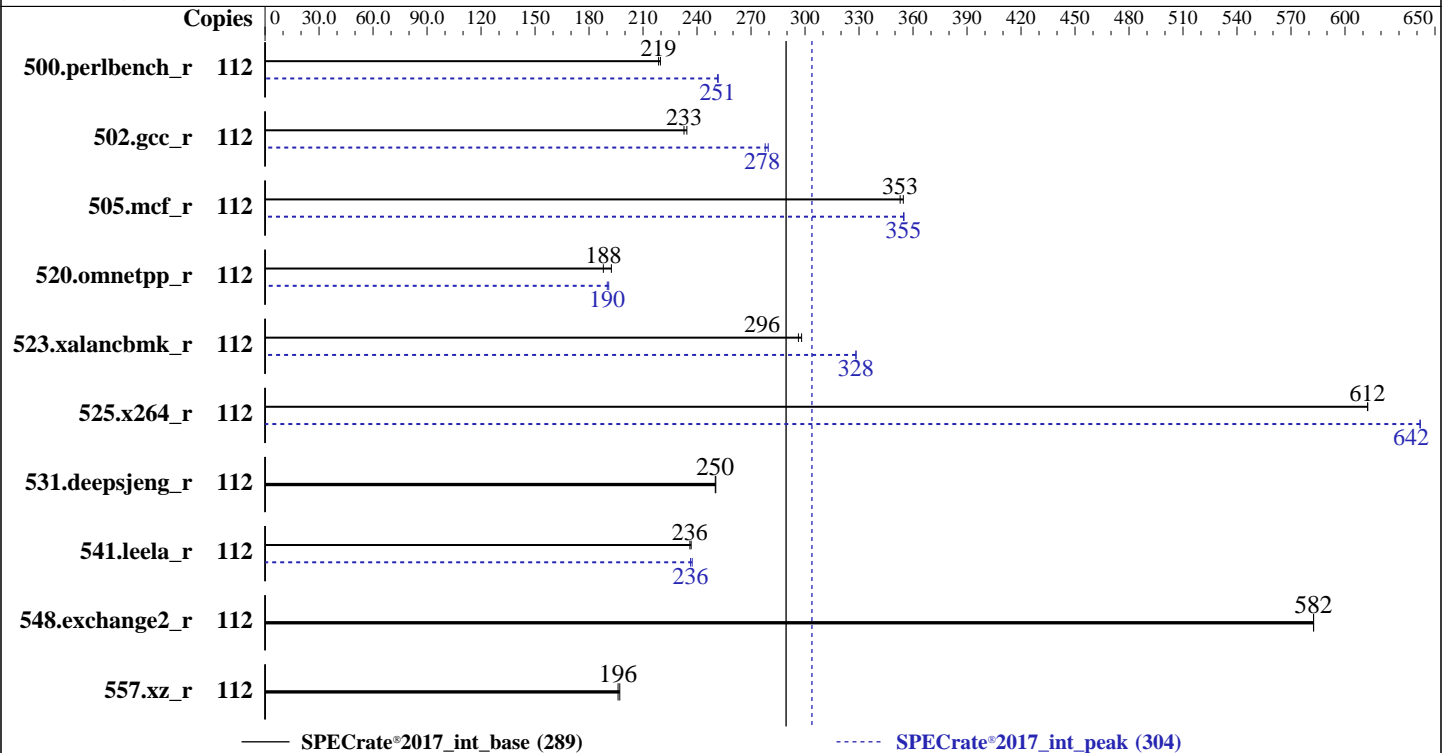 Copies 0 30.0 60.0 90.0 120 150 180 210 240 270 300 330 360 390 420 450 480 510 540 570 600 650
500.perlbench_r 112 219
251
502.gcc_r 112 233
278
505.mcf_r 112 353
355
520.omnetpp_r 112 188
190
523.xalancbmk_r 112 296
328
525.x264_r 112 612
642
531.deepsjeng_r 112 250
541.leela_r 112 236
236
548.exchange2_r 112 582
557.xz_r 112 196
SPECrate®2017_int_base (289) SPECrate®2017_int_peak (304)